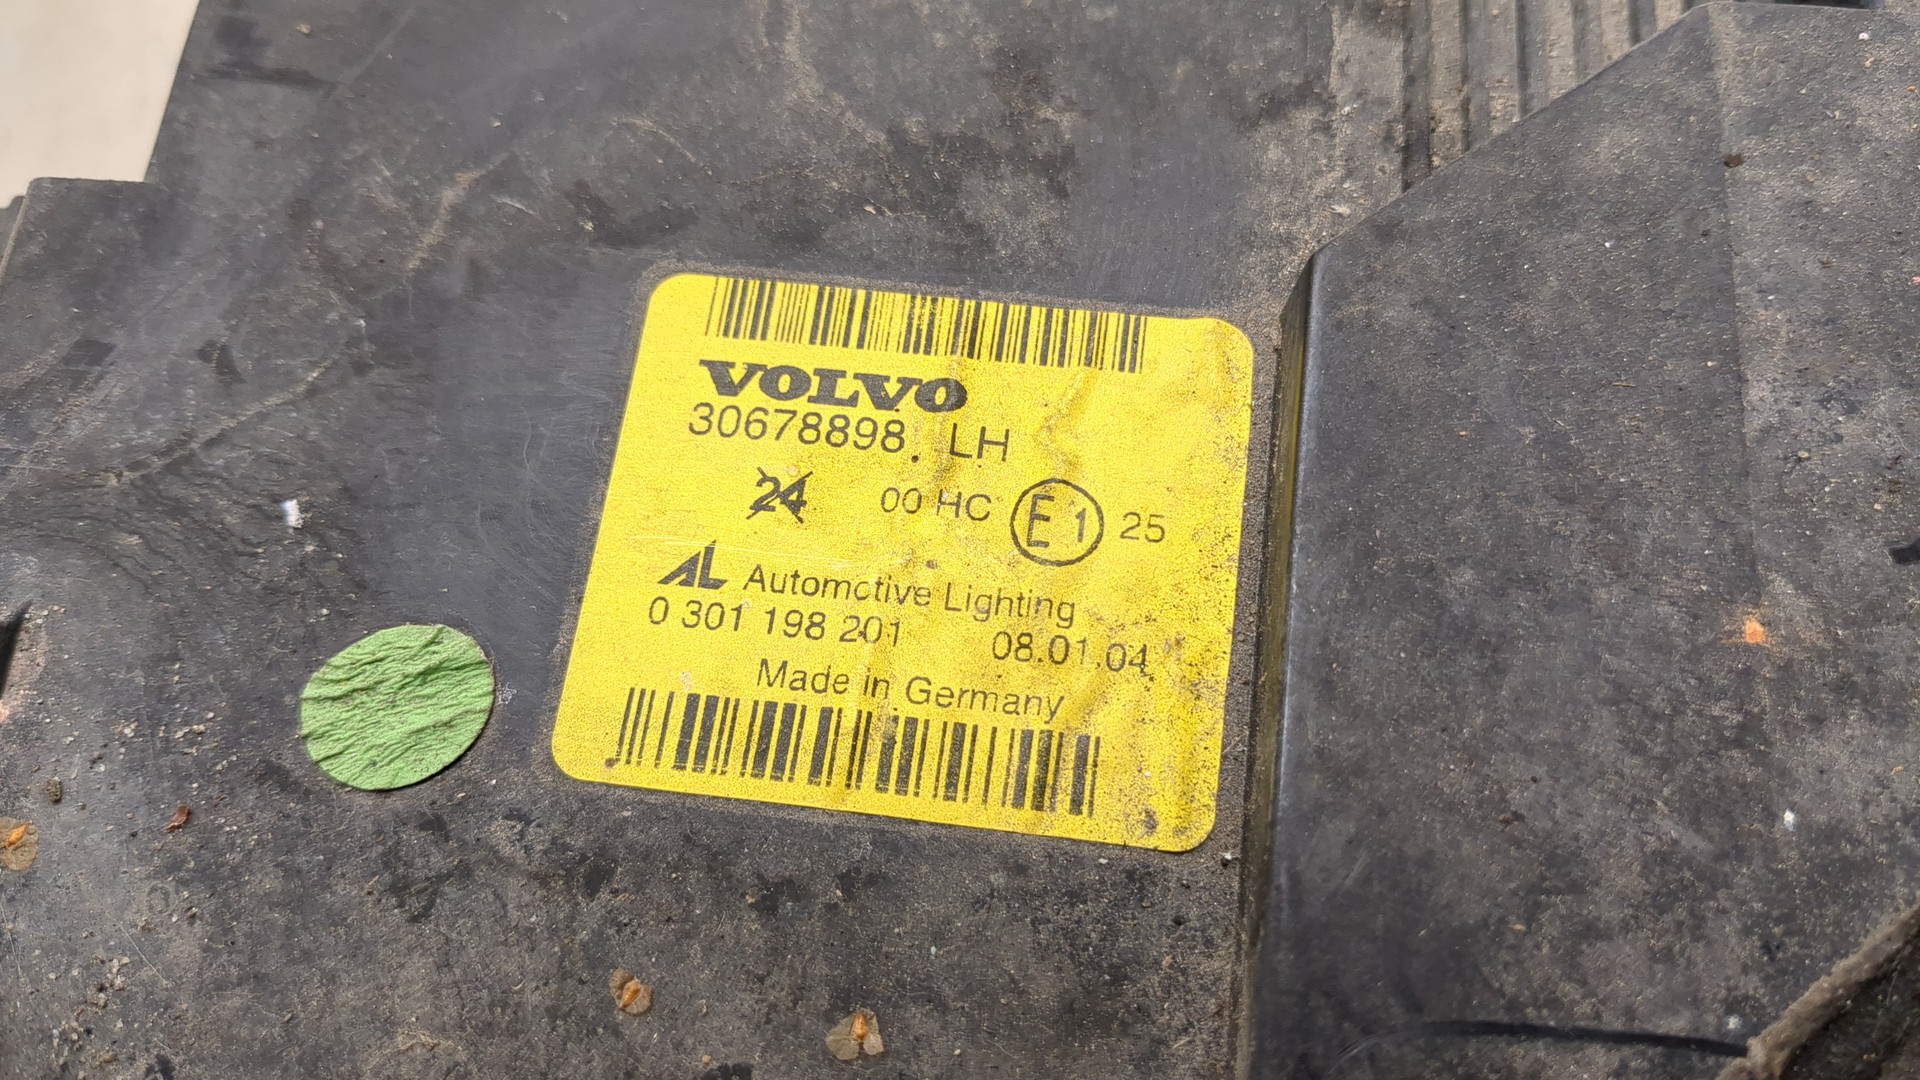 VOLVO
30678898 LH
24 00 HC E1 25
AL Automotive Lighting
0 301 198 201 08.01.04
Made in Germany